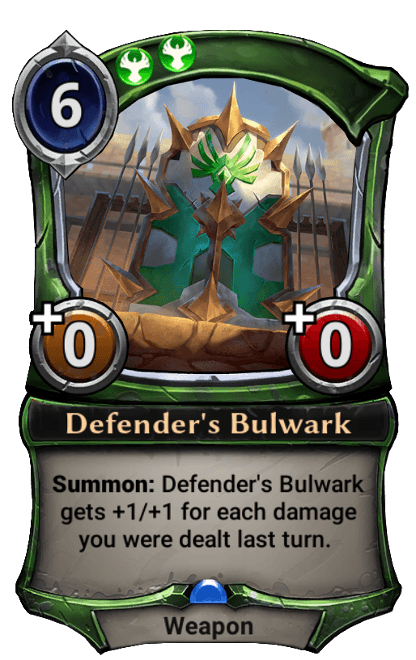 6
+0
+0
Defender's Bulwark
Summon: Defender's Bulwark
gets +1/+1 for each damage
you were dealt last turn.
Weapon